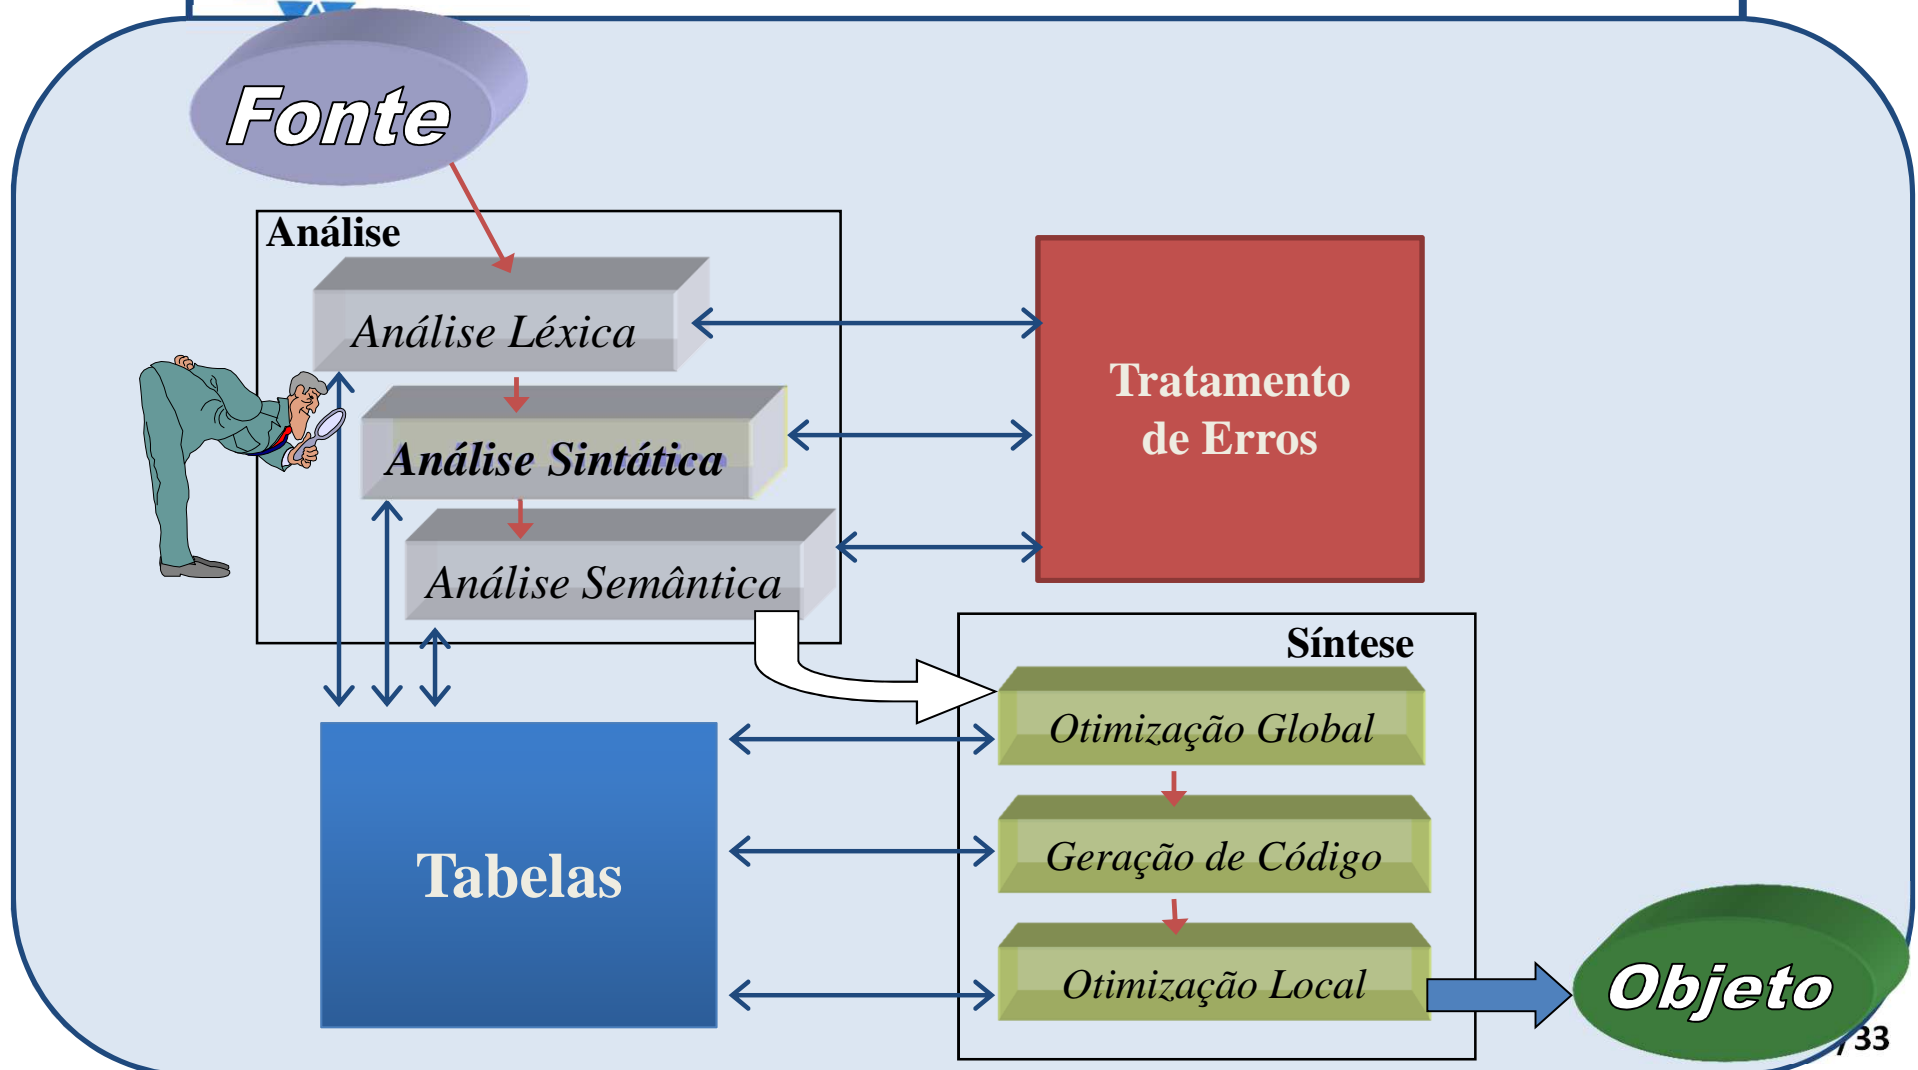 Fonte
Análise
Análise Léxica
Análise Sintática
Análise Semântica
Tratamento
de Erros
Síntese
Otimização Global
Geração de Código
Otimização Local
Tabelas
Objeto
/33